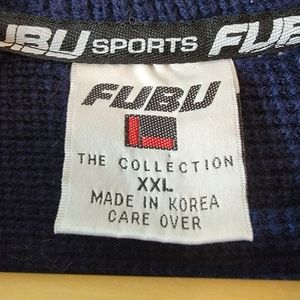 FUBU SPORTS FUBU
FUBU
THE COLLECTION
XXL
MADE IN KOREA
CARE OVER